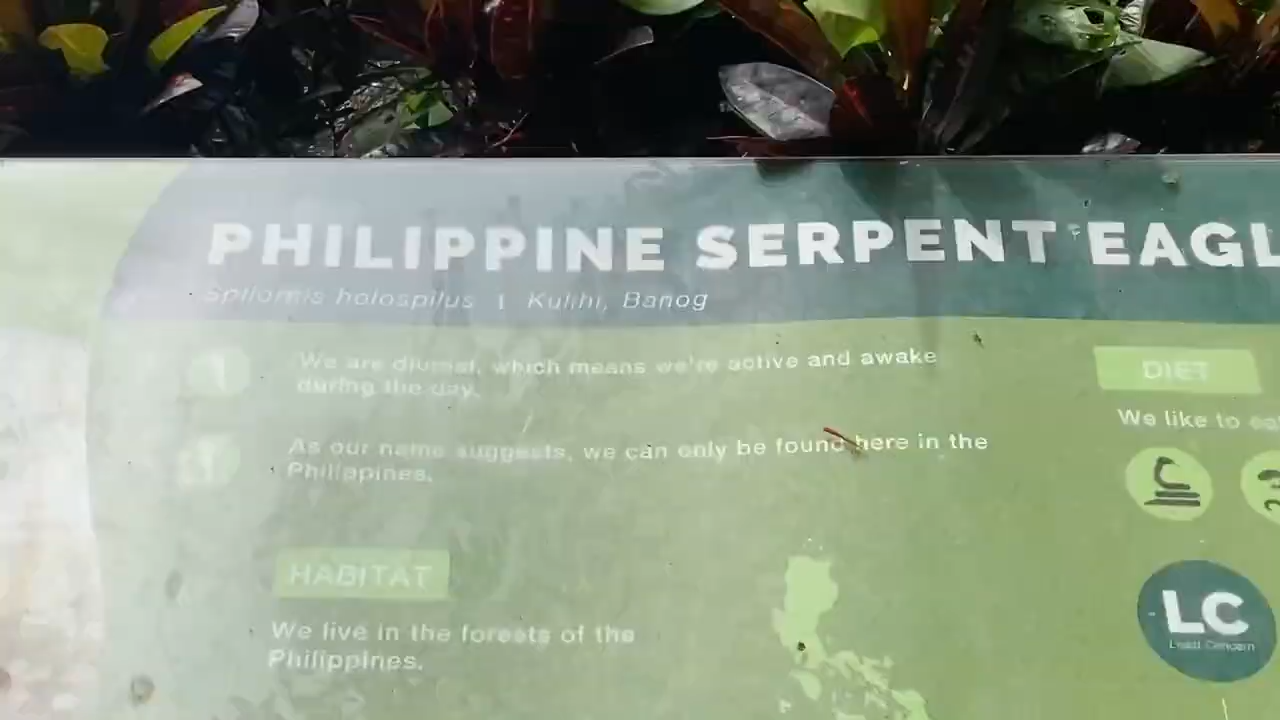 PHILIPPINE SERPENT EAGL
Spilornis holospilus | Kulihi, Banog
We are diurnal, which means we're active and awake
during the day.
As our name suggests, we can only be found here in the
Philippines.
DIET
We like to ea
HABITAT
We live in the forests of the
Philippines.
LC
Least Concern